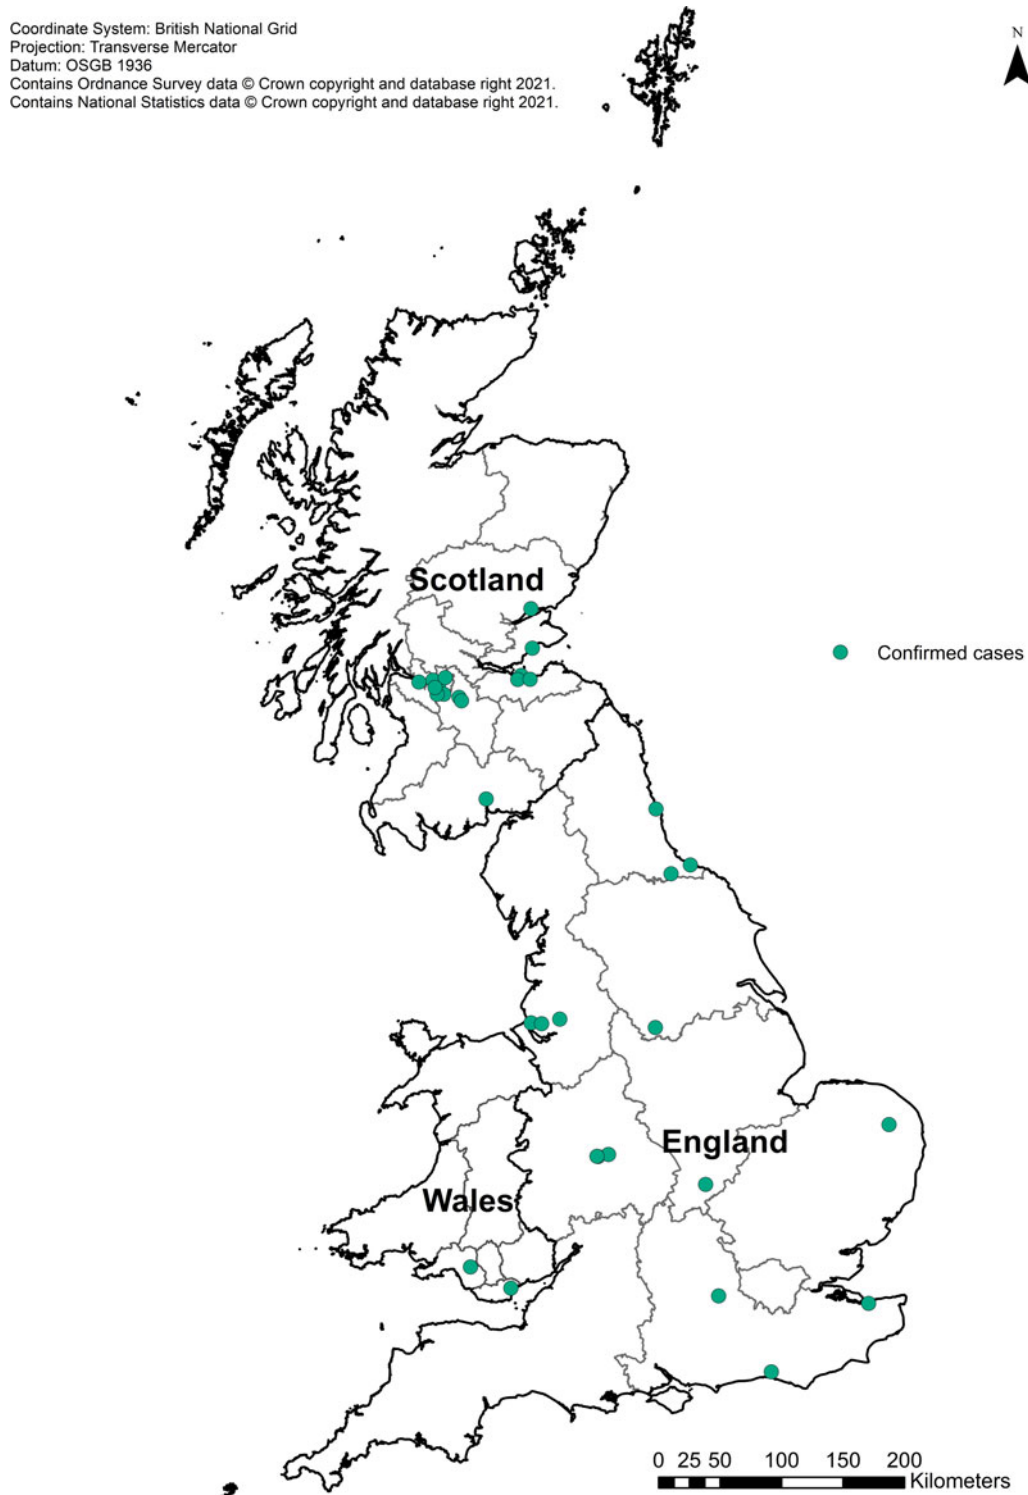 Coordinate System: British National Grid
Projection: Transverse Mercator
Datum: OSGB 1936
Contains Ordnance Survey data © Crown copyright and database right 2021.
Contains National Statistics data © Crown copyright and database right 2021.
N
Scotland
Confirmed cases
England
Wales
0 25 50 100 150 200
Kilometers